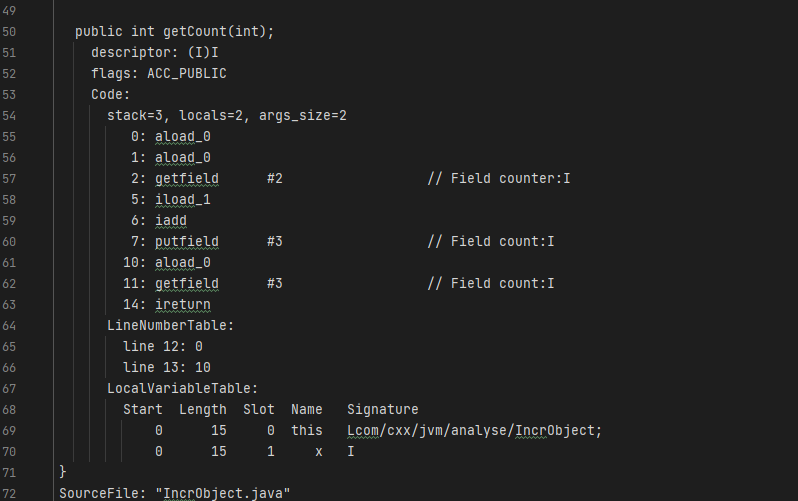 49
50 public int getCount(int);
51 descriptor: (I)I
52 flags: ACC_PUBLIC
53 Code:
54 stack=3, locals=2, args_size=2
55 0: aload_0
56 1: aload_0
57 2: getfield #2 // Field counter:I
58 5: iload_1
59 6: iadd
60 7: putfield #3 // Field count:I
61 10: aload_0
62 11: getfield #3 // Field count:I
63 14: ireturn
64 LineNumberTable:
65 line 12: 0
66 line 13: 10
67 LocalVariableTable:
68 Start Length Slot Name Signature
69 0 15 0 this Lcom/cxx/jvm/analyse/IncrObject;
70 0 15 1 x I
71 }
72 SourceFile: "IncrObject.java"